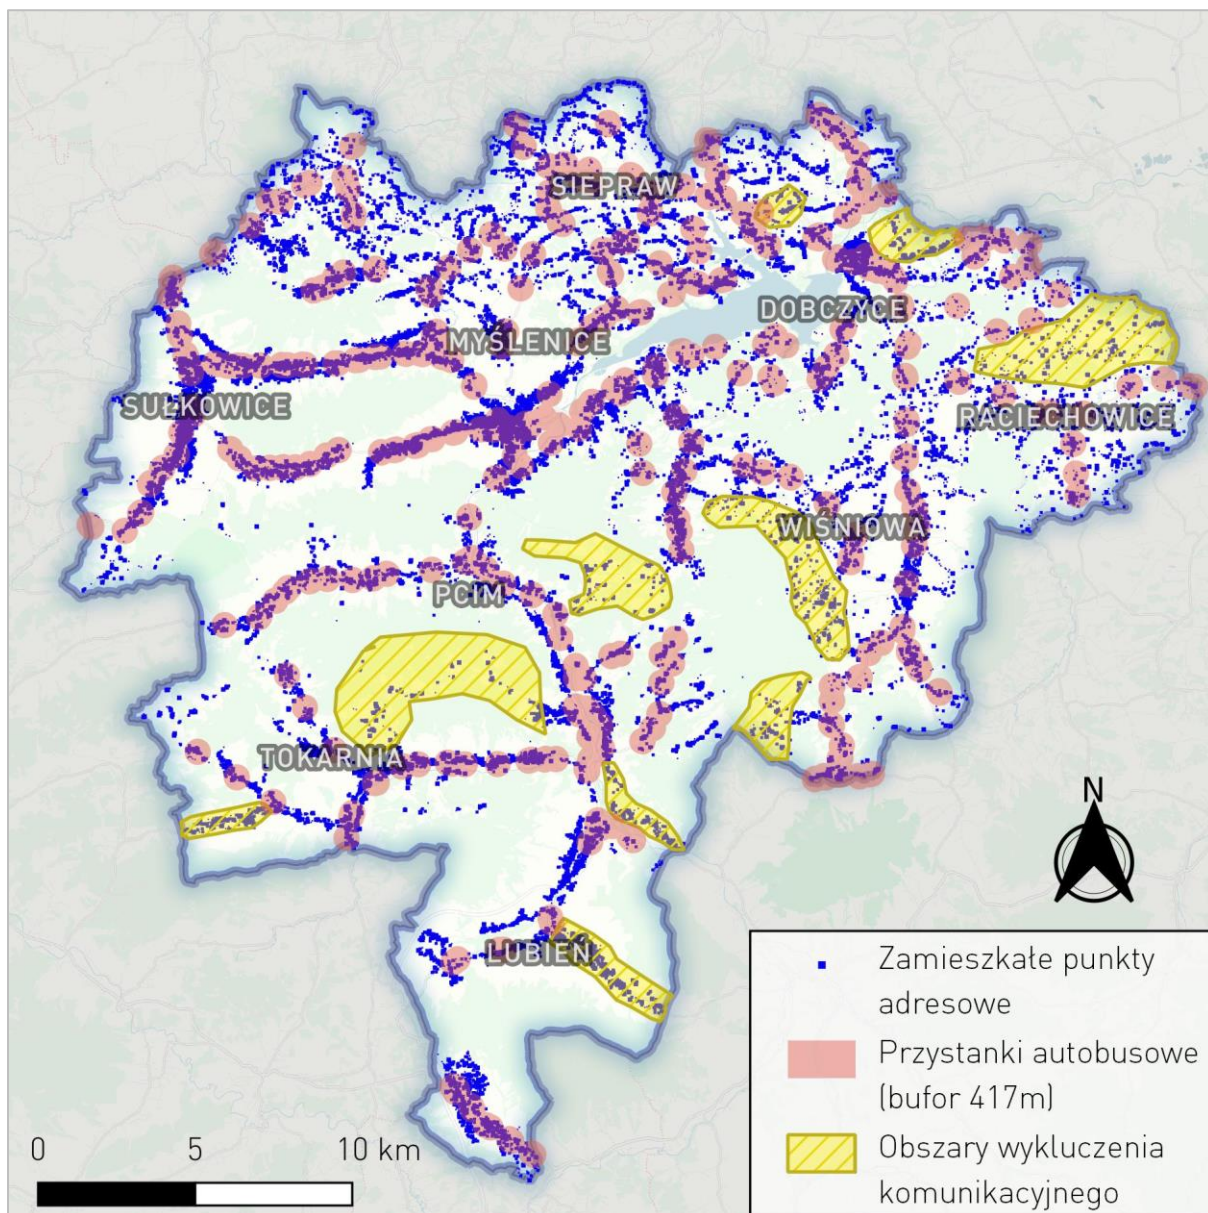 SIEPRAW
DOBCZYCE
MYŚLENICE
SUŁKOWICE
RACIECHOWICE
WIŚNIOWA
PCIM
TOKARNIA
N
LUBIEŃ
Zamieszkałe punkty
adresowe
Przystanki autobusowe
(bufor 417m)
Obszary wykluczenia
komunikacyjnego
0 5 10 km